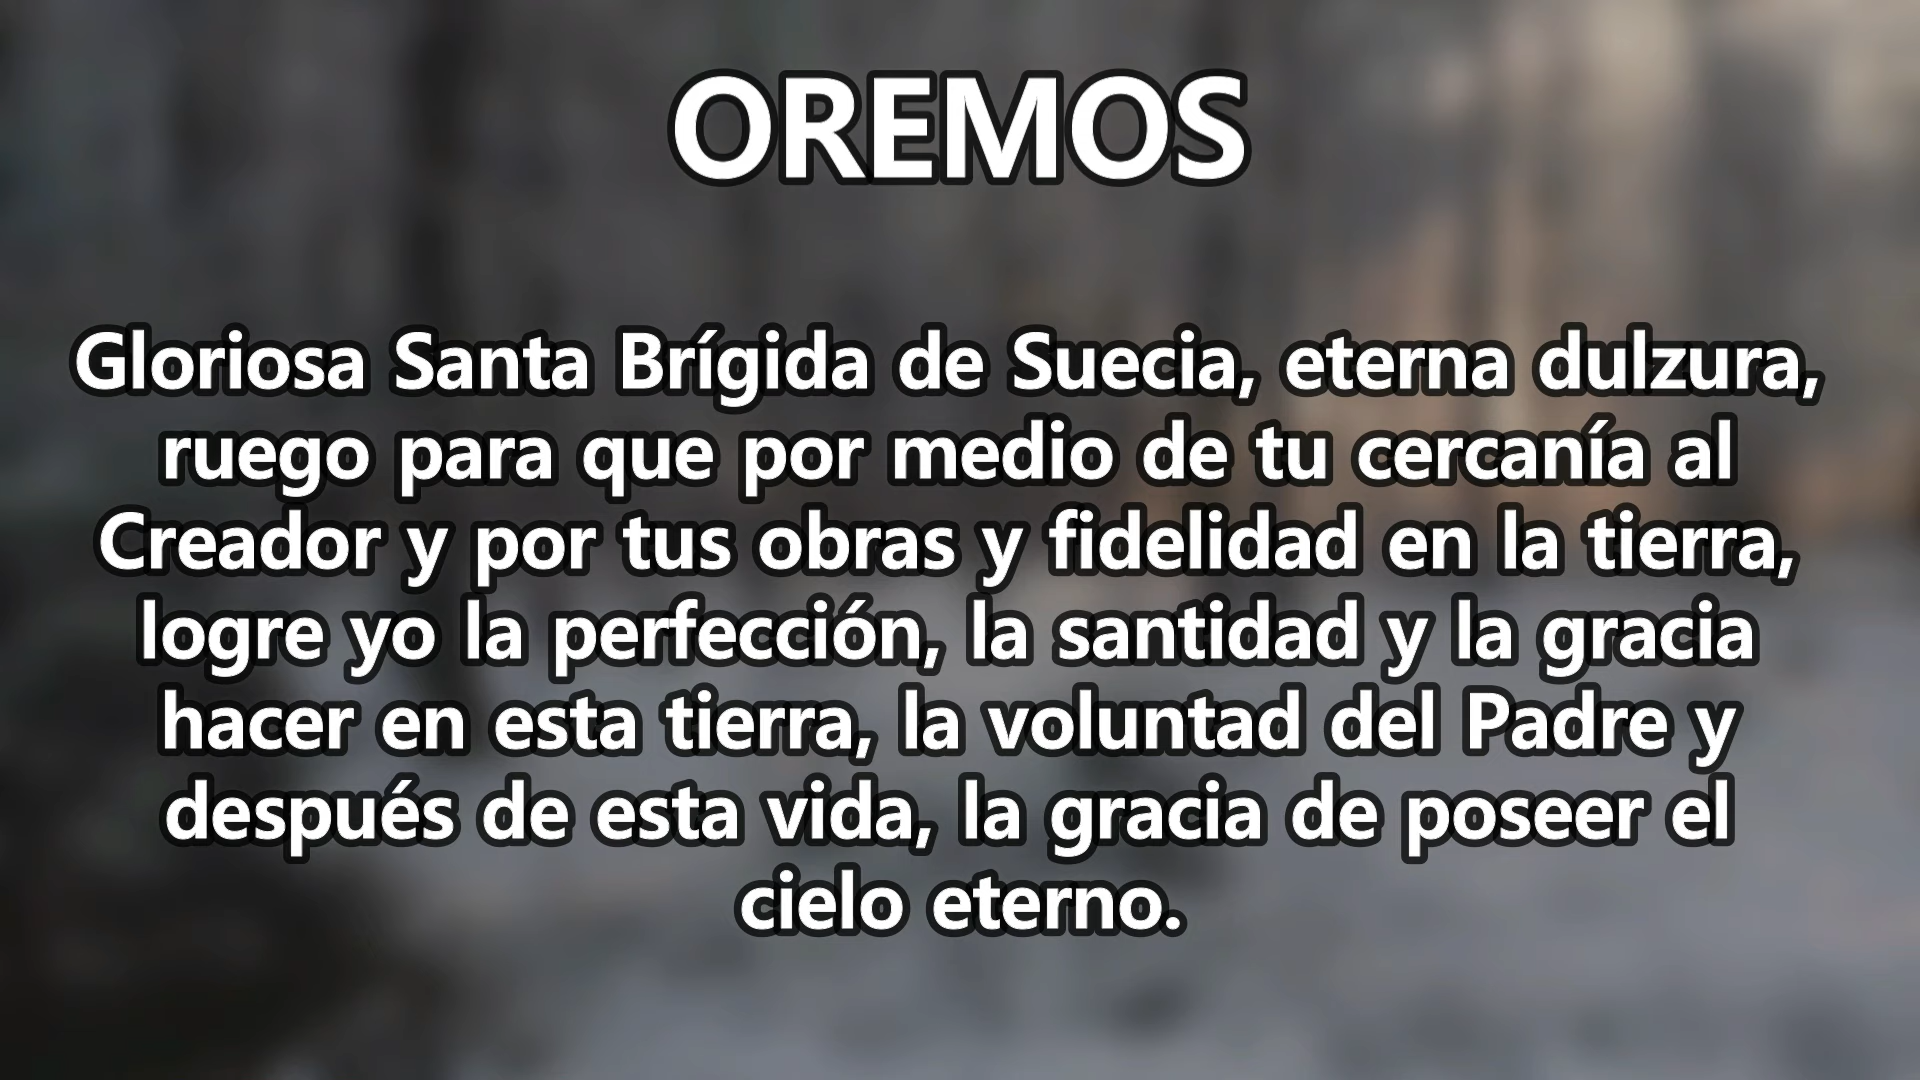 OREMOS
Gloriosa Santa Brígida de Suecia, eterna dulzura,
ruego para que por medio de tu cercanía al
Creador y por tus obras y fidelidad en la tierra,
logre yo la perfección, la santidad y la gracia
hacer en esta tierra, la voluntad del Padre y
después de esta vida, la gracia de poseer el
cielo eterno.